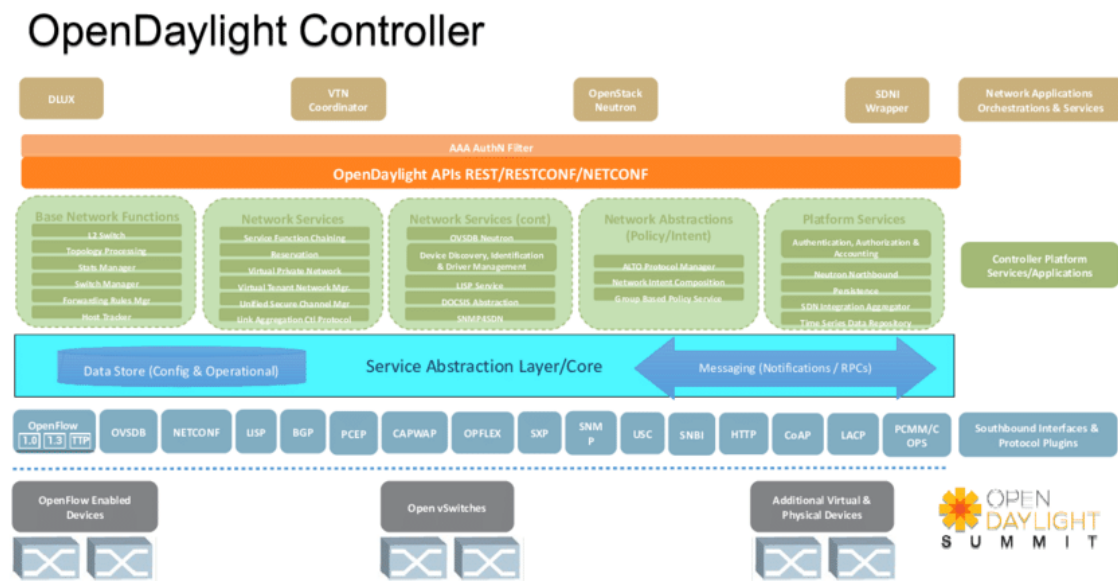 OpenDaylight Controller
DLUX
VTN
Coordinator
OpenStack
Neutron
SDNI
Wrapper
Network Applications
Orchestrations & Services
AAA AuthN Filter
OpenDaylight APIs REST/RESTCONF/NETCONF
Base Network Functions
L2 Switch
Topology Processing
Stats Manager
Switch Manager
Forwarding Rules Mgr
Host Tracker
Network Services
Service Function Chaining
Reservation
Virtual Private Network
Virtual Tenant Network Mgr.
Unified Secure Channel Mgr
Link Aggregation Ctl Protocol
Network Services (cont)
OVSDB Neutron
Device Discovery, Identification
& Driver Management
LISP Service
DOCSIS Abstraction
SNMP4SDN
Network Abstractions
(Policy/Intent)
ALTO Protocol Manager
Network Intent Composition
Group Based Policy Service
Platform Services
Authentication, Authorization &
Accounting
Neutron Northbound
Persistence
SDN Integration Aggregator
Time Series Data Repository
Controller Platform
Services/Applications
Data Store (Config & Operational)
Service Abstraction Layer/Core
Messaging (Notifications / RPCs)
OpenFlow
1.0 1.3 TTP
OVSDB
NETCONF
LISP
BGP
PCEP
CAPWAP
OPFLEX
SXP
SNM
P
USC
SNBI
HTTP
CoAP
LACP
PCMM/C
OPS
Southbound Interfaces &
Protocol Plugins
OpenFlow Enabled
Devices
Open vSwitches
Additional Virtual &
Physical Devices
OPEN
DAYLIGHT
SUMMIT